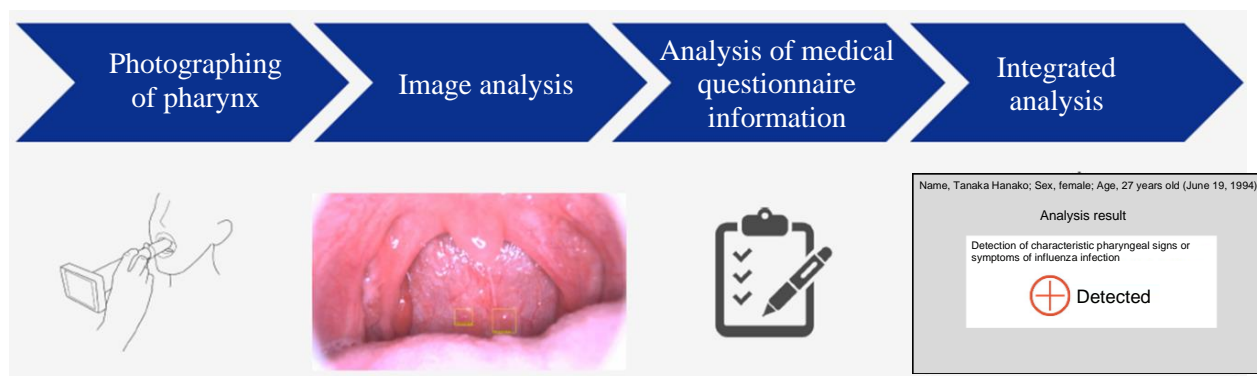 Photographing
of pharynx
Image analysis
Analysis of medical
questionnaire
information
Integrated
analysis
Name, Tanaka Hanako; Sex, female; Age, 27 years old (June 19, 1994)
Analysis result
Detection of characteristic pharyngeal signs or
symptoms of influenza infection
Detected